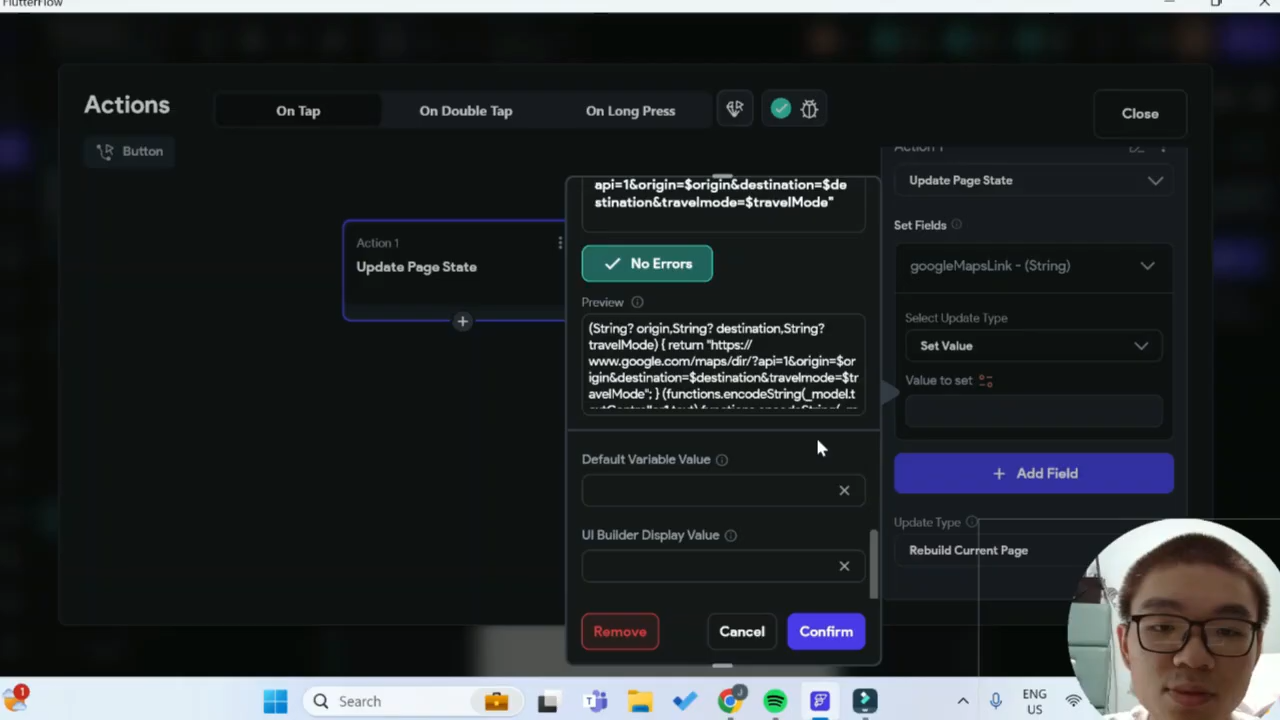 FlutterFlow
Actions
On Tap
On Double Tap
On Long Press
Close
Button
Action 1
Update Page State
Action 1
Update Page State
Set Fields
googleMapsLink - (String)
Select Update Type
Set Value
Value to set
Add Field
Update Type
Rebuild Current Page
api=1&origin=$origin&destination=$de
stination&travelmode=$travelMode"
No Errors
Preview
(String? origin,String? destination,String?
travelMode) { return "https://
www.google.com/maps/dir/?api=1&origin=$or
igin&destination=$destination&travelmode=$tr
avelMode"; } (functions.encodeString(_model.t
Default Variable Value
UI Builder Display Value
Remove
Cancel
Confirm
1
Search
ENG
US